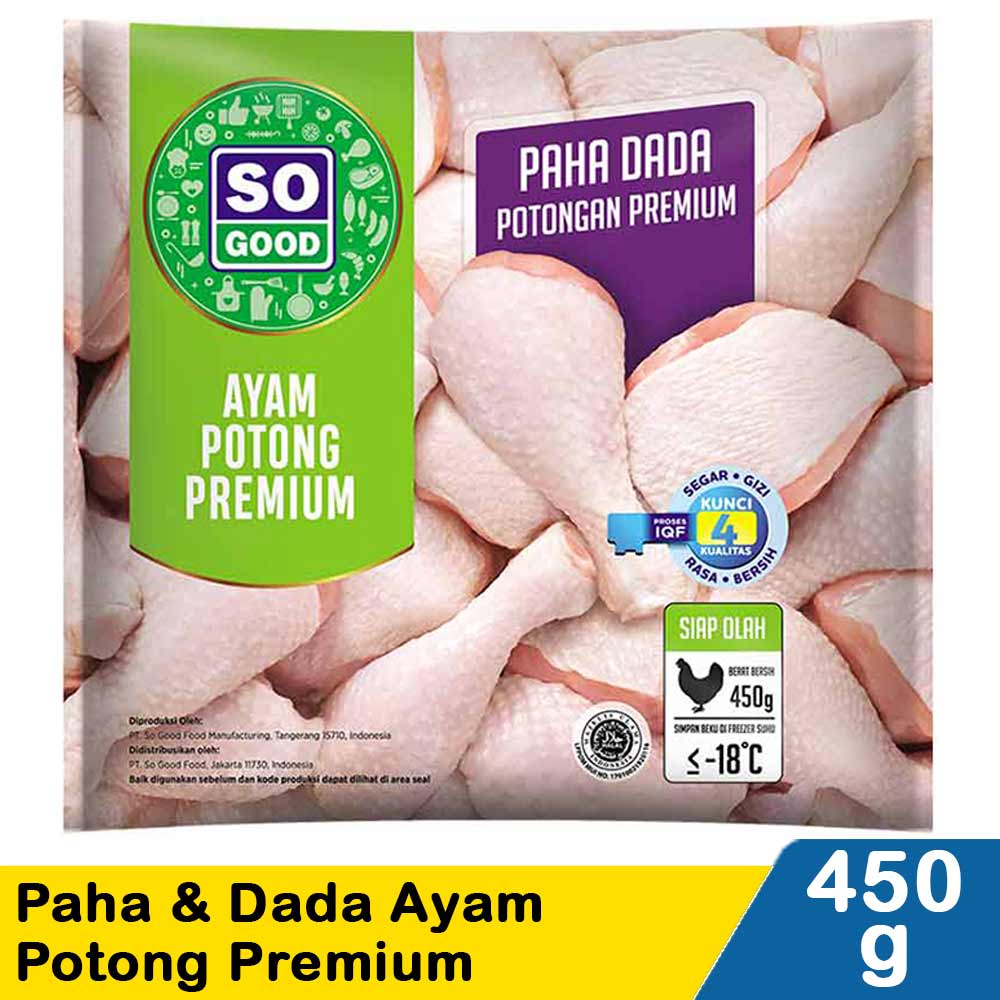 SO
GOOD
AYAM
POTONG
PREMIUM
PAHA DADA
POTONGAN PREMIUM
SEGAR • GIZI
KUNCI
PROSES
IQF
4
KUALITAS
RASA • BERSIH
SIAP OLAH
BERAT BERSIH
450g
SIMPAN BEKU DI FREEZER SUHU
≤ -18°C
Diproduksi Oleh:
PT. So Good Food Manufacturing, Tangerang 15710, Indonesia
Didistribusikan oleh:
PT. So Good Food, Jakarta 11730, Indonesia
Baik digunakan sebelum dan kode produksi dapat dilihat di area seal
Paha & Dada Ayam
Potong Premium
450
g